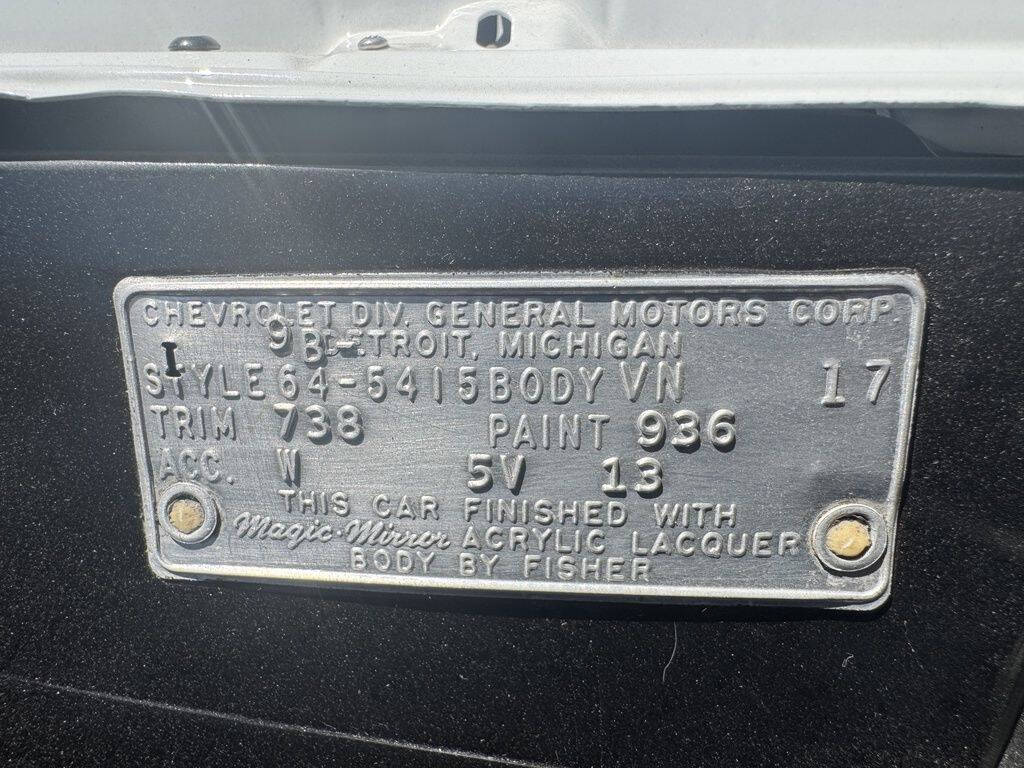 CHEVROLET DIV. GENERAL MOTORS CORP.
9B-
DETROIT, MICHIGAN
I
STYLE 64-5415 BODY VN 17
TRIM 738 PAINT 936
ACC. W 5V 13
THIS CAR FINISHED WITH
Magic-Mirror ACRYLIC LACQUER
BODY BY FISHER